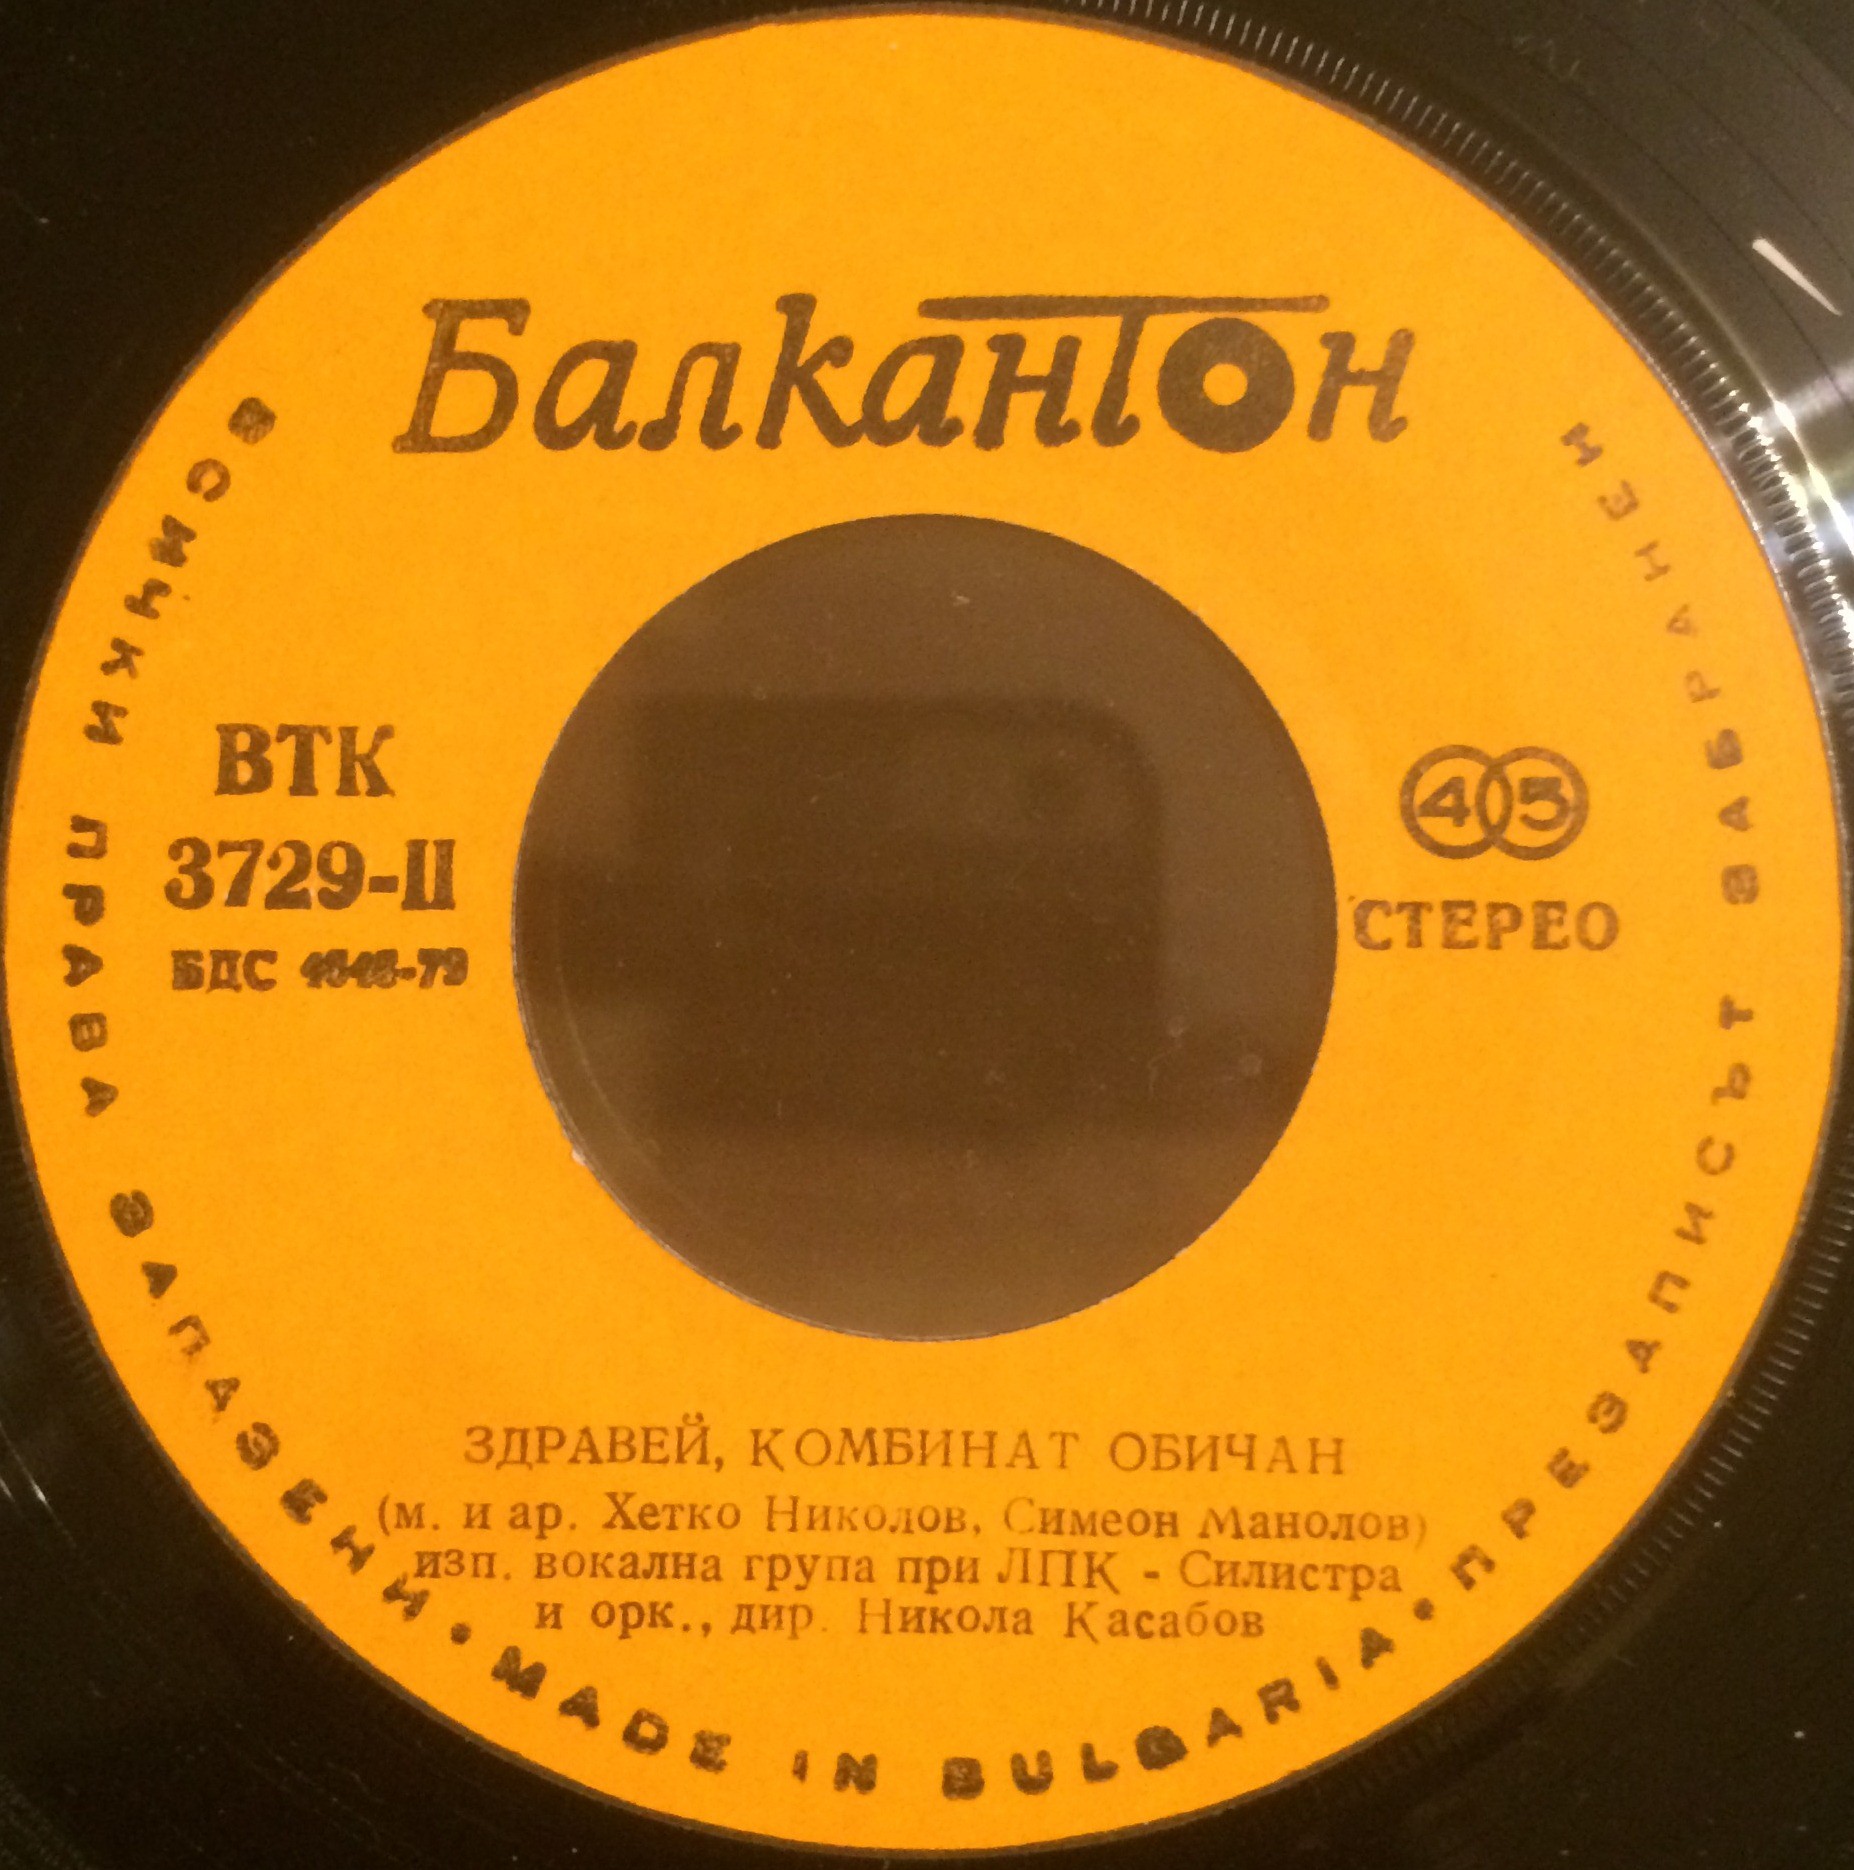 Балкантон
ВТК
3729-II
БДС
45
СТЕРЕО
ЗДРАВЕЙ, КОМБИНАТ ОБИЧАН
(м. и ар. Хетко Николов, Симеон Манолов)
изп. вокална група при ЛПК - Силистра
и орк., дир. Никола Касабов
ВСИЧКИ ПРАВА ЗАПАЗЕНИ • MADE IN BULGARIA • ПРЕЗАПИСЪТ ЗАБРАНЕН